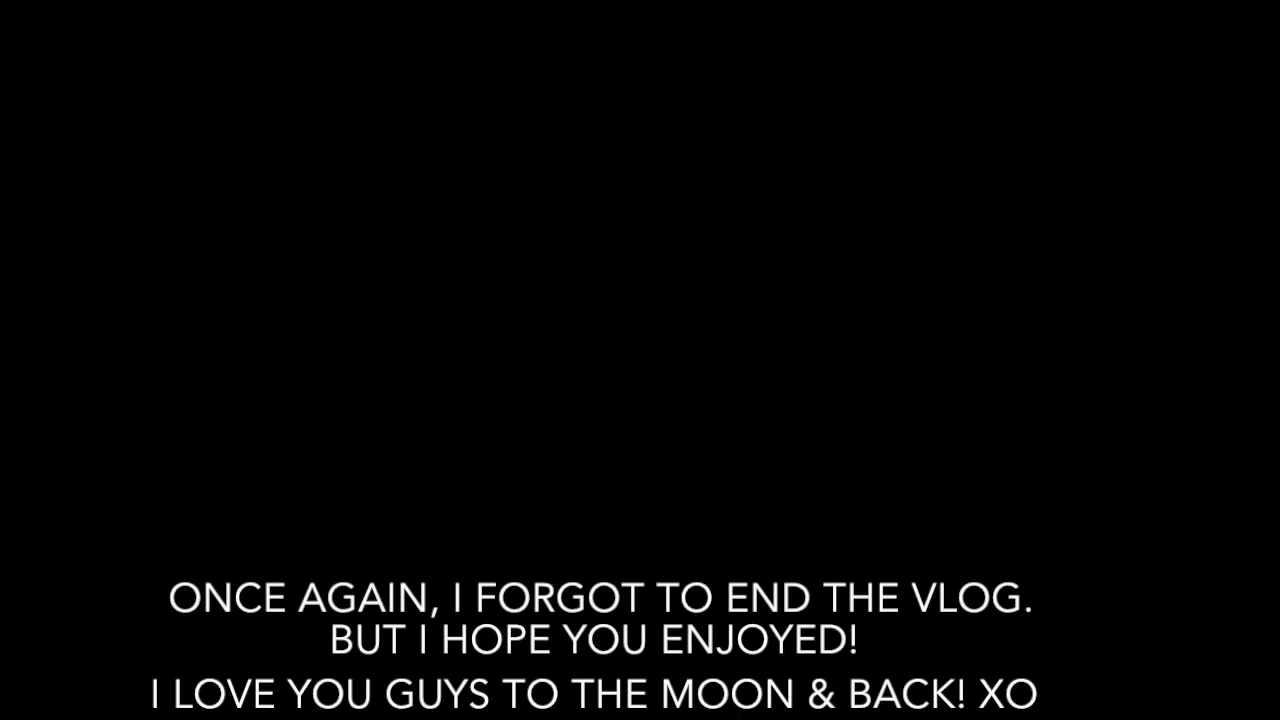 ONCE AGAIN, I FORGOT TO END THE VLOG.
BUT I HOPE YOU ENJOYED!
I LOVE YOU GUYS TO THE MOON & BACK! XO